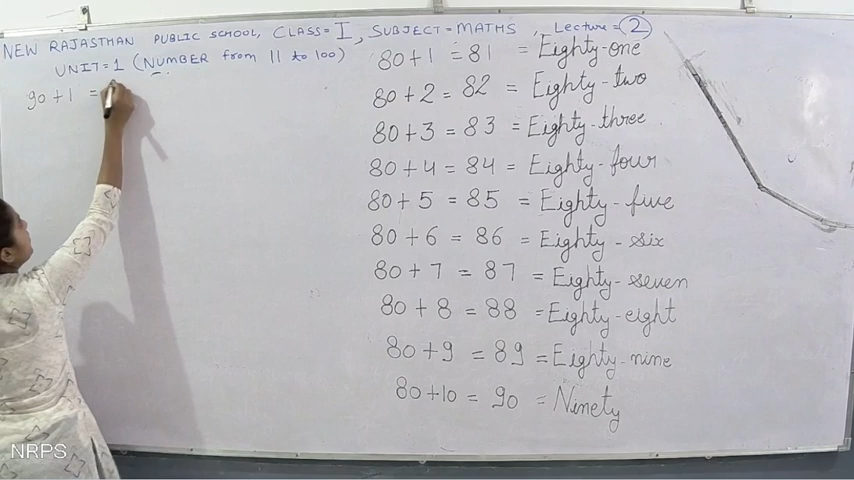 NEW RAJASTHAN PUBLIC SCHOOL, CLASS=I, SUBJECT=MATHS, Lecture=2
UNIT=1 (NUMBER from 11 to 100)
90+1 =
80+1 =81 = Eighty-one
80+2 = 82 = Eighty-two
80+3 = 83 = Eighty-three
80+4 = 84 = Eighty-four
80+5 = 85 = Eighty-five
80+6 = 86 = Eighty-six
80+7 = 87 = Eighty-seven
80+8 = 88 =Eighty-eight
80+9 = 89 =Eighty-nine
80+10 = 90 = Ninety
NRPS